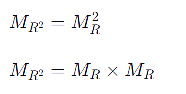 M_{R^2} = M_R^2
M_{R^2} = M_R × M_R